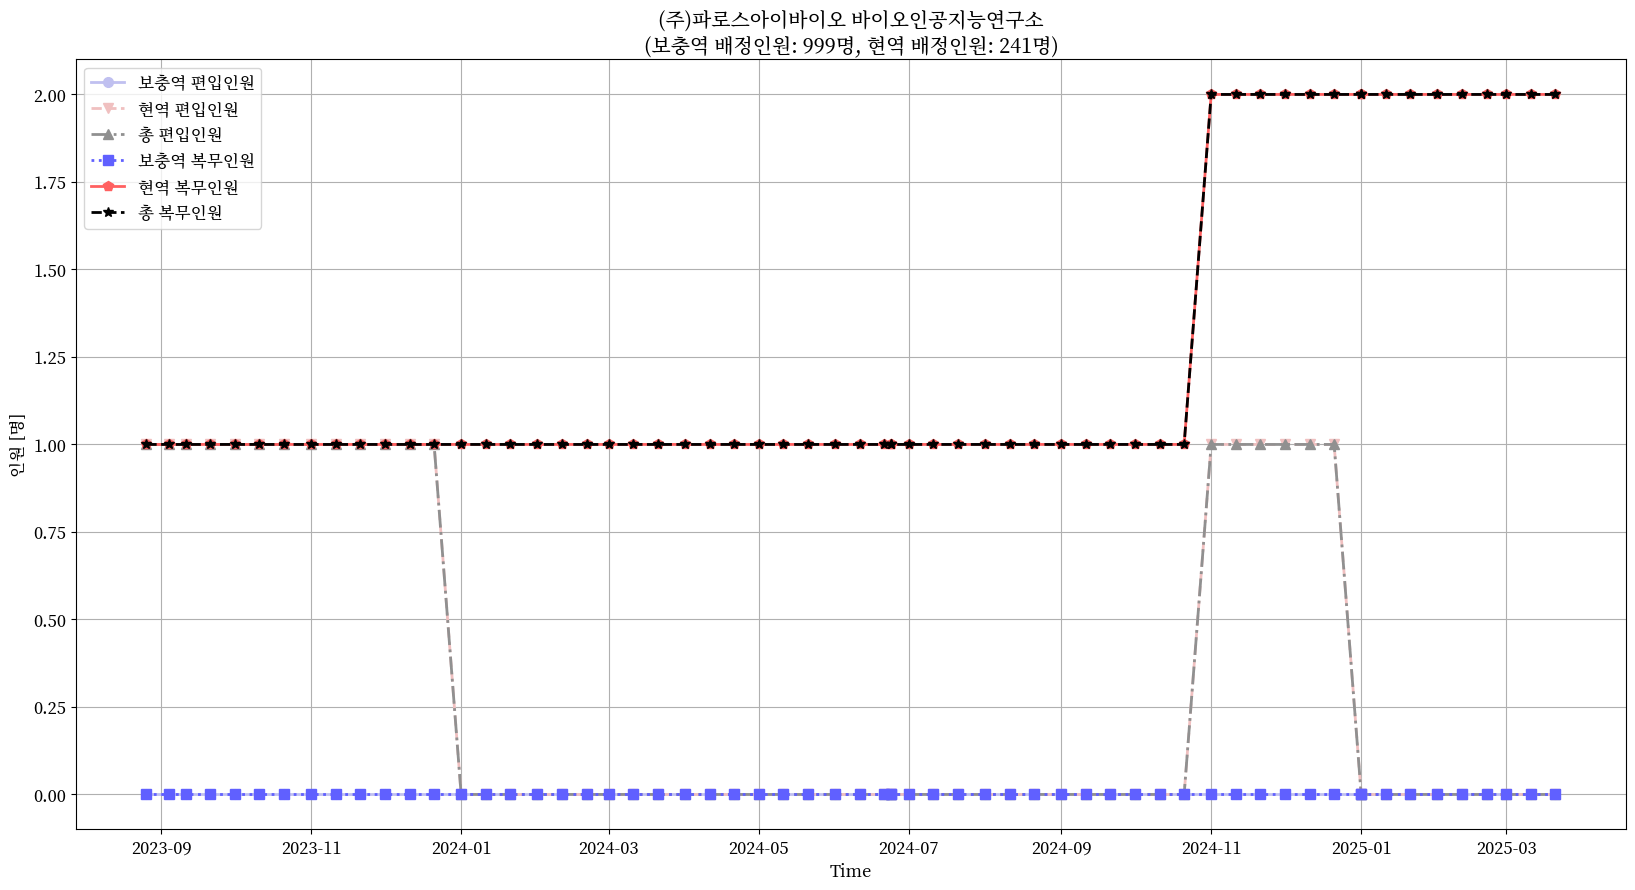 (주)파로스아이바이오 바이오인공지능연구소
(보충역 배정인원: 999명, 현역 배정인원: 241명)
보충역 편입인원
현역 편입인원
총 편입인원
보충역 복무인원
현역 복무인원
총 복무인원
2.00
1.75
1.50
1.25
1.00
0.75
0.50
0.25
0.00
인원 [명]
2023-09
2023-11
2024-01
2024-03
2024-05
2024-07
2024-09
2024-11
2025-01
2025-03
Time